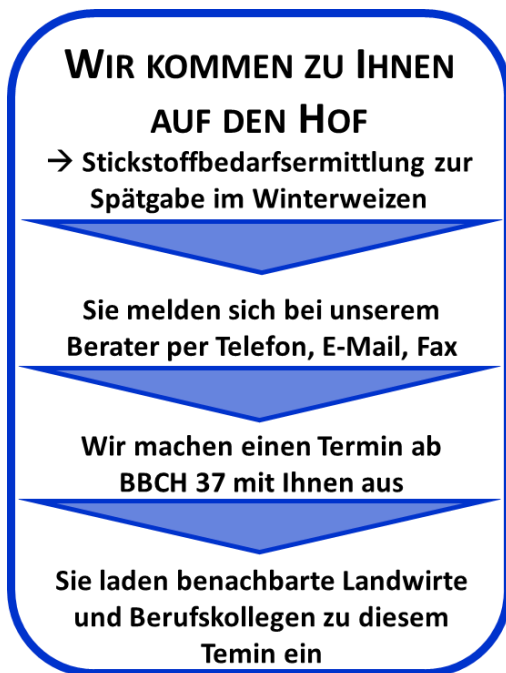 WIR KOMMEN ZU IHNEN
AUF DEN HOF
→ Stickstoffbedarfsermittlung zur
Spätgabe im Winterweizen
Sie melden sich bei unserem
Berater per Telefon, E-Mail, Fax
Wir machen einen Termin ab
BBCH 37 mit Ihnen aus
Sie laden benachbarte Landwirte
und Berufskollegen zu diesem
Temin ein